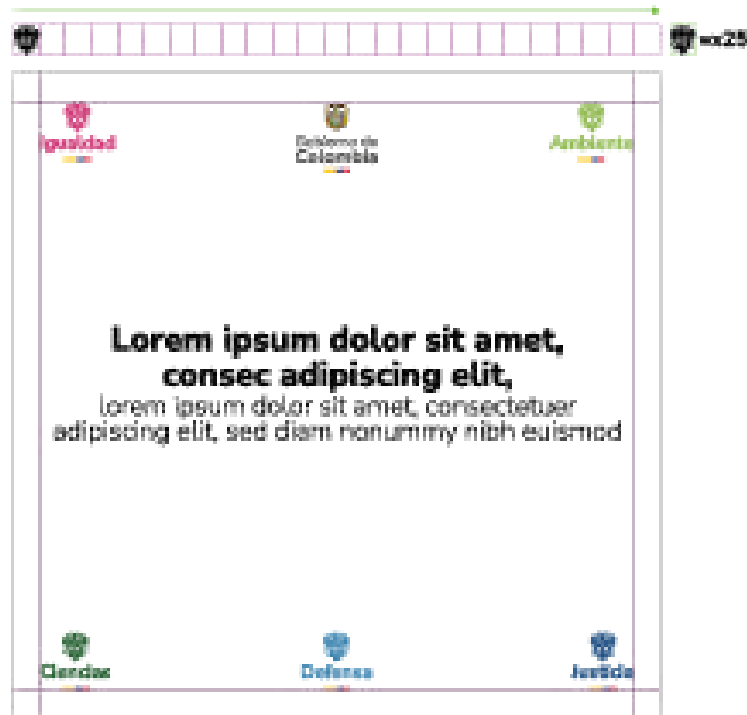 =x25
Igualdad
Gobierno de
Colombia
Ambiente
Lorem ipsum dolor sit amet,
consec adipiscing elit,
lorem ipsum dolor sit amet, consectetuer
adipiscing elit, sed diam nonummy nibh euismod
Ciencias
Defensa
Justicia